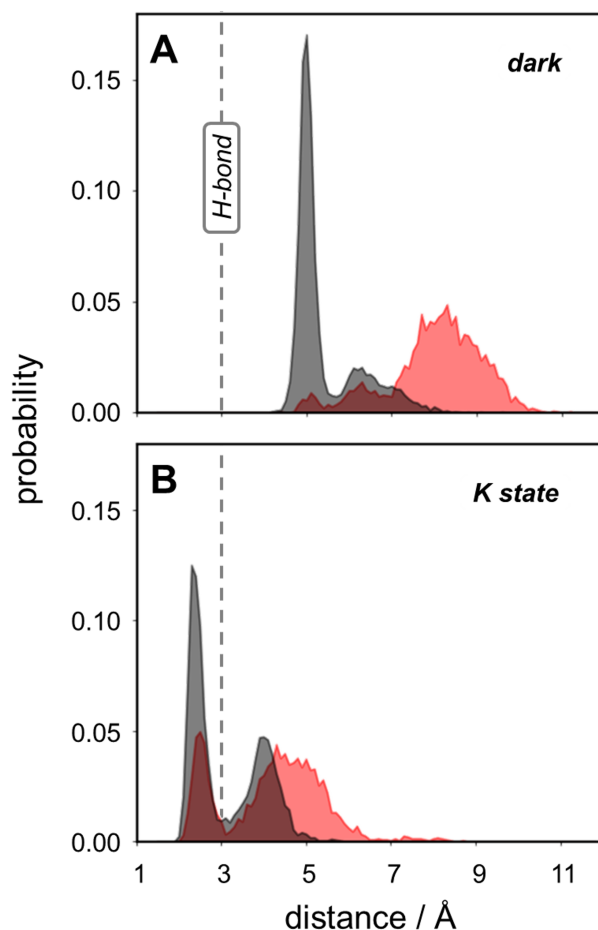 A
dark
H-bond
0.15
0.10
0.05
0.00
B
K state
0.15
0.10
0.05
0.00
probability
1 3 5 7 9 11
distance / Å